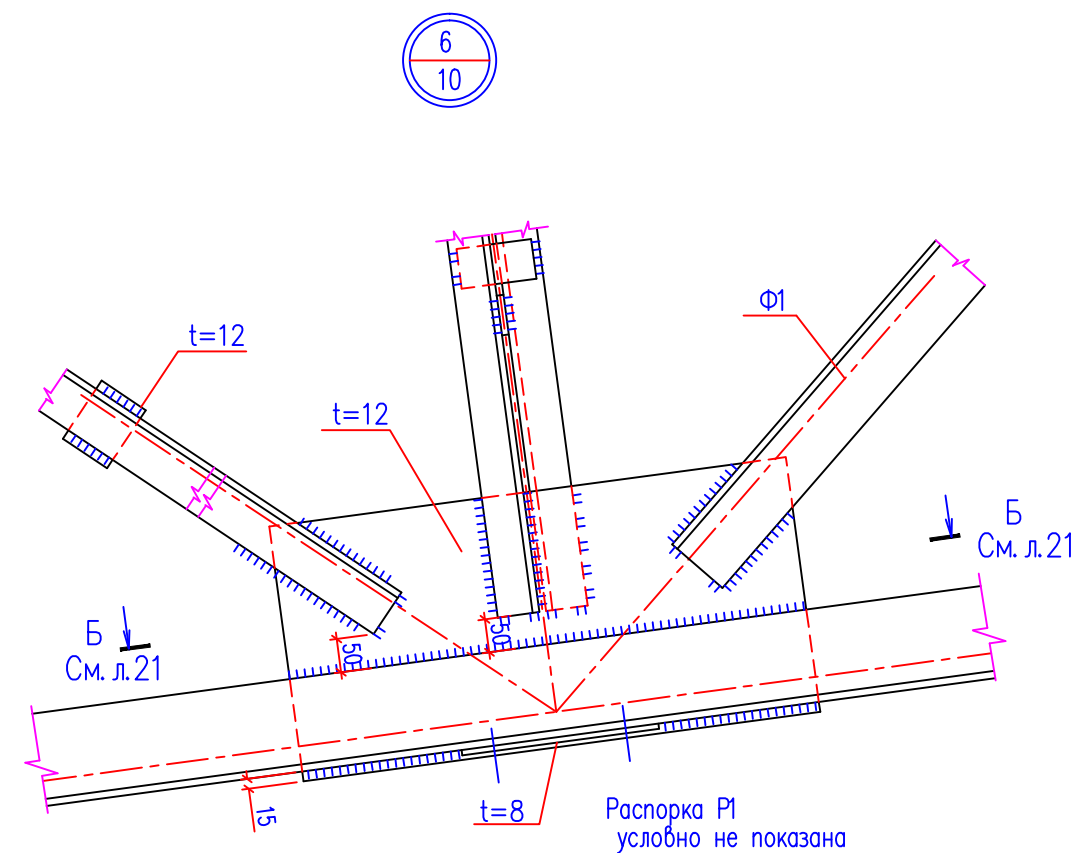 6
10
Ф1
t=12
t=12
Б
См. л.21
Б
См. л.21
50
50
15
t=8
Распорка Р1
условно не показана